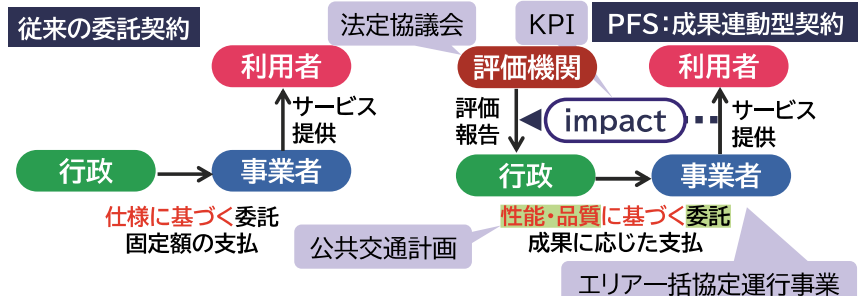 従来の委託契約
利用者
サービス
提供
行政
事業者
仕様に基づく委託
固定額の支払
法定協議会
KPI
PFS：成果連動型契約
評価機関
利用者
評価
報告
impact
サービス
提供
行政
事業者
性能・品質に基づく委託
成果に応じた支払
公共交通計画
エリア一括協定運行事業